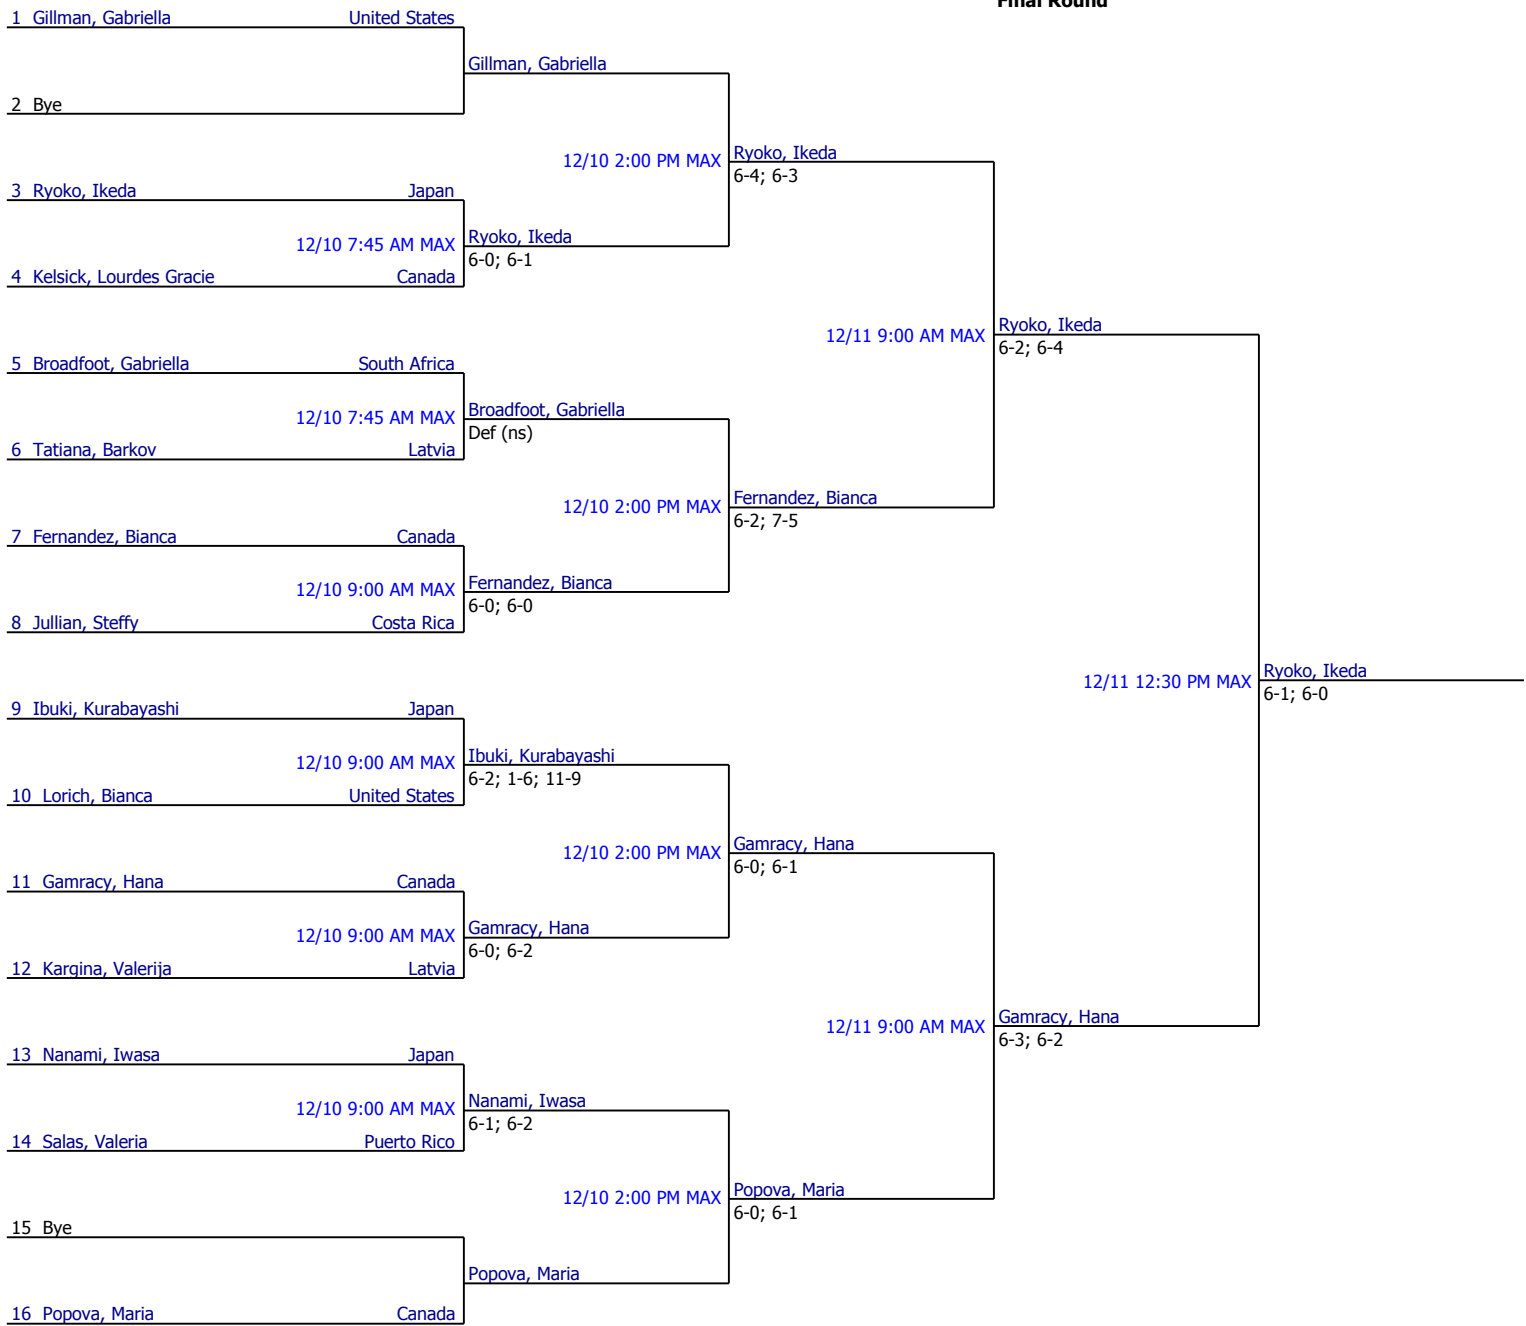 Final Round
1 Gillman, Gabriella United States
Gillman, Gabriella
2 Bye
12/10 2:00 PM MAX Ryoko, Ikeda
6-4; 6-3
3 Ryoko, Ikeda Japan
12/10 7:45 AM MAX Ryoko, Ikeda
6-0; 6-1
4 Kelsick, Lourdes Gracie Canada
12/11 9:00 AM MAX Ryoko, Ikeda
6-2; 6-4
5 Broadfoot, Gabriella South Africa
12/10 7:45 AM MAX Broadfoot, Gabriella
Def (ns)
6 Tatiana, Barkov Latvia
12/10 2:00 PM MAX Fernandez, Bianca
6-2; 7-5
7 Fernandez, Bianca Canada
12/10 9:00 AM MAX Fernandez, Bianca
6-0; 6-0
8 Jullian, Steffy Costa Rica
12/11 12:30 PM MAX Ryoko, Ikeda
6-1; 6-0
9 Ibuki, Kurabayashi Japan
12/10 9:00 AM MAX Ibuki, Kurabayashi
6-2; 1-6; 11-9
10 Lorich, Bianca United States
12/10 2:00 PM MAX Gamracy, Hana
6-0; 6-1
11 Gamracy, Hana Canada
12/10 9:00 AM MAX Gamracy, Hana
6-0; 6-2
12 Kargina, Valerija Latvia
12/11 9:00 AM MAX Gamracy, Hana
6-3; 6-2
13 Nanami, Iwasa Japan
12/10 9:00 AM MAX Nanami, Iwasa
6-1; 6-2
14 Salas, Valeria Puerto Rico
12/10 2:00 PM MAX Popova, Maria
6-0; 6-1
15 Bye
Popova, Maria
16 Popova, Maria Canada